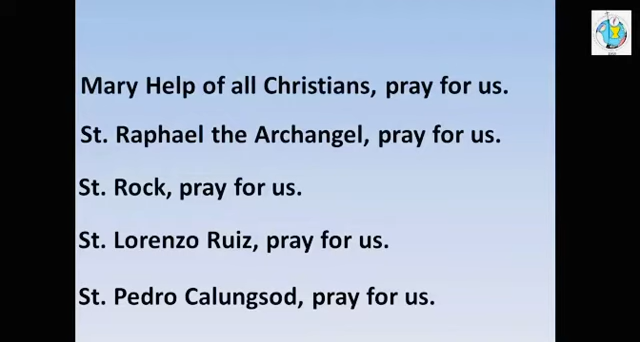 Mary Help of all Christians, pray for us.
St. Raphael the Archangel, pray for us.
St. Rock, pray for us.
St. Lorenzo Ruiz, pray for us.
St. Pedro Calungsod, pray for us.